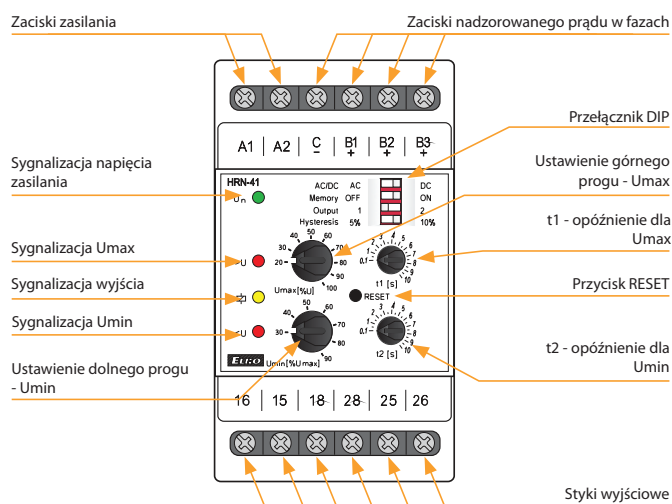 Zaciski zasilania
Zaciski nadzorowanego prądu w fazach
A1 A2 C B1 B2 B3
- + + +
Przełącznik DIP
HRN-41
Un
AC/DC AC DC
Memory OFF ON
Output 1 2
Hysteresis 5% 10%
Sygnalizacja napięcia
zasilania
Ustawienie górnego
progu - Umax
t1 - opóźnienie dla
Umax
Sygnalizacja Umax
>U
20 30 40 50 60 70 80 90 100
Umax[%U]
0,1 1 2 3 4 5 6 7 8 9 10
t1 [s]
Sygnalizacja wyjścia
RESET
Przycisk RESET
Sygnalizacja Umin
<U
30 40 50 60 70 80 90
Umin[%Umax]
0,1 1 2 3 4 5 6 7 8 9 10
t2 [s]
t2 - opóźnienie dla
Umin
Ustawienie dolnego progu
- Umin
ELKO
16 15 18 28 25 26
Styki wyjściowe